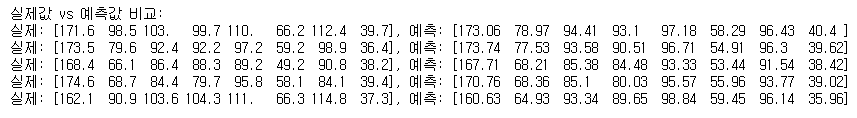 실제값 vs 예측값 비교:
실제: [171.6  98.5 103.   99.7 110.   66.2 112.4  39.7], 예측: [173.06  78.97  94.41  93.1   97.18  58.29  96.43  40.4 ]
실제: [173.5  79.6  92.4  92.2  97.2  59.2  98.9  36.4], 예측: [173.74  77.53  93.58  90.51  96.71  54.91  96.3   39.62]
실제: [168.4  66.1  86.4  88.3  89.2  49.2  90.8  38.2], 예측: [167.71  68.21  85.38  84.48  93.33  53.44  91.54  38.42]
실제: [174.6  68.7  84.4  79.7  95.8  58.1  84.1  39.4], 예측: [170.76  68.36  85.1   80.03  95.57  55.96  93.77  39.02]
실제: [162.1  90.9 103.6 104.3 111.   66.3 114.8  37.3], 예측: [160.63  64.93  93.34  89.65  98.84  59.45  96.14  35.96]